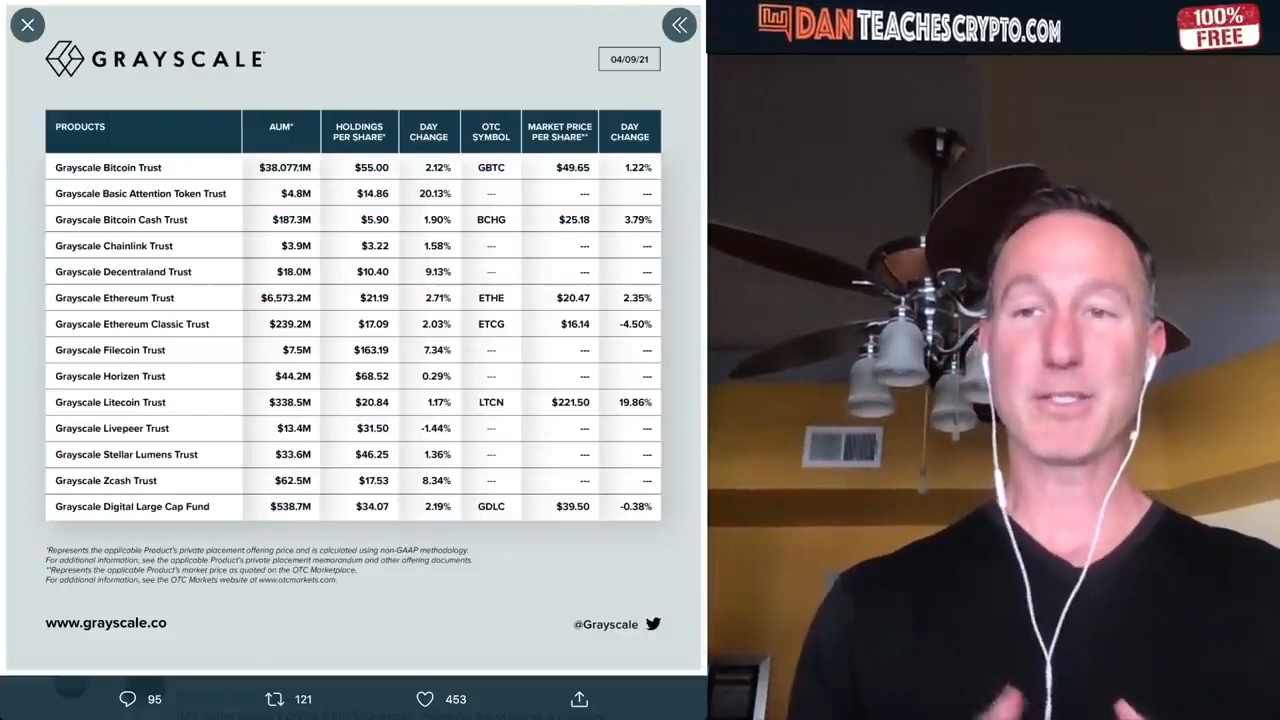 GRAYSCALE
04/09/21
PRODUCTS AUM* HOLDINGS PER SHARE* DAY CHANGE OTC SYMBOL MARKET PRICE PER SHARE** DAY CHANGE
Grayscale Bitcoin Trust $38,077.1M $55.00 2.12% GBTC $49.65 1.22%
Grayscale Basic Attention Token Trust $4.8M $14.86 20.13% --- --- ---
Grayscale Bitcoin Cash Trust $187.3M $5.90 1.90% BCHG $25.18 3.79%
Grayscale Chainlink Trust $3.9M $3.22 1.58% --- --- ---
Grayscale Decentraland Trust $18.0M $10.40 9.13% --- --- ---
Grayscale Ethereum Trust $6,573.2M $21.19 2.71% ETHE $20.47 2.35%
Grayscale Ethereum Classic Trust $239.2M $17.09 2.03% ETCG $16.14 -4.50%
Grayscale Filecoin Trust $7.5M $163.19 7.34% --- --- ---
Grayscale Horizen Trust $44.2M $68.52 0.29% --- --- ---
Grayscale Litecoin Trust $338.5M $20.84 1.17% LTCN $221.50 19.86%
Grayscale Livepeer Trust $13.4M $31.50 -1.44% --- --- ---
Grayscale Stellar Lumens Trust $33.6M $46.25 1.36% --- --- ---
Grayscale Zcash Trust $62.5M $17.53 8.34% --- --- ---
Grayscale Digital Large Cap Fund $538.7M $34.07 2.19% GDLC $39.50 -0.38%
*Represents the applicable Product's private placement offering price and is calculated using non-GAAP methodology.
For additional information, see the applicable Product's private placement memorandum and other offering documents.
**Represents the applicable Product's market price as quoted on the OTC Marketplace.
For additional information, see the OTC Markets website at www.otcmarkets.com.
www.grayscale.co
@Grayscale
95 121 453
DANTEACHESCRYPTO.COM
100%
FREE